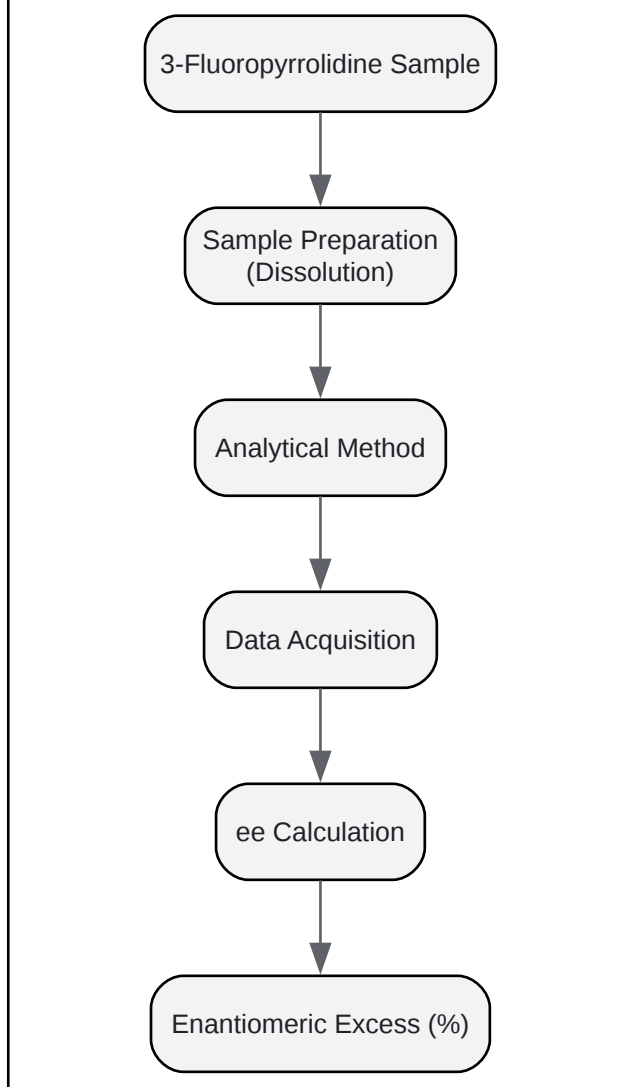 3-Fluoropyrrolidine Sample
Sample Preparation
(Dissolution)
Analytical Method
Data Acquisition
ee Calculation
Enantiomeric Excess (%)